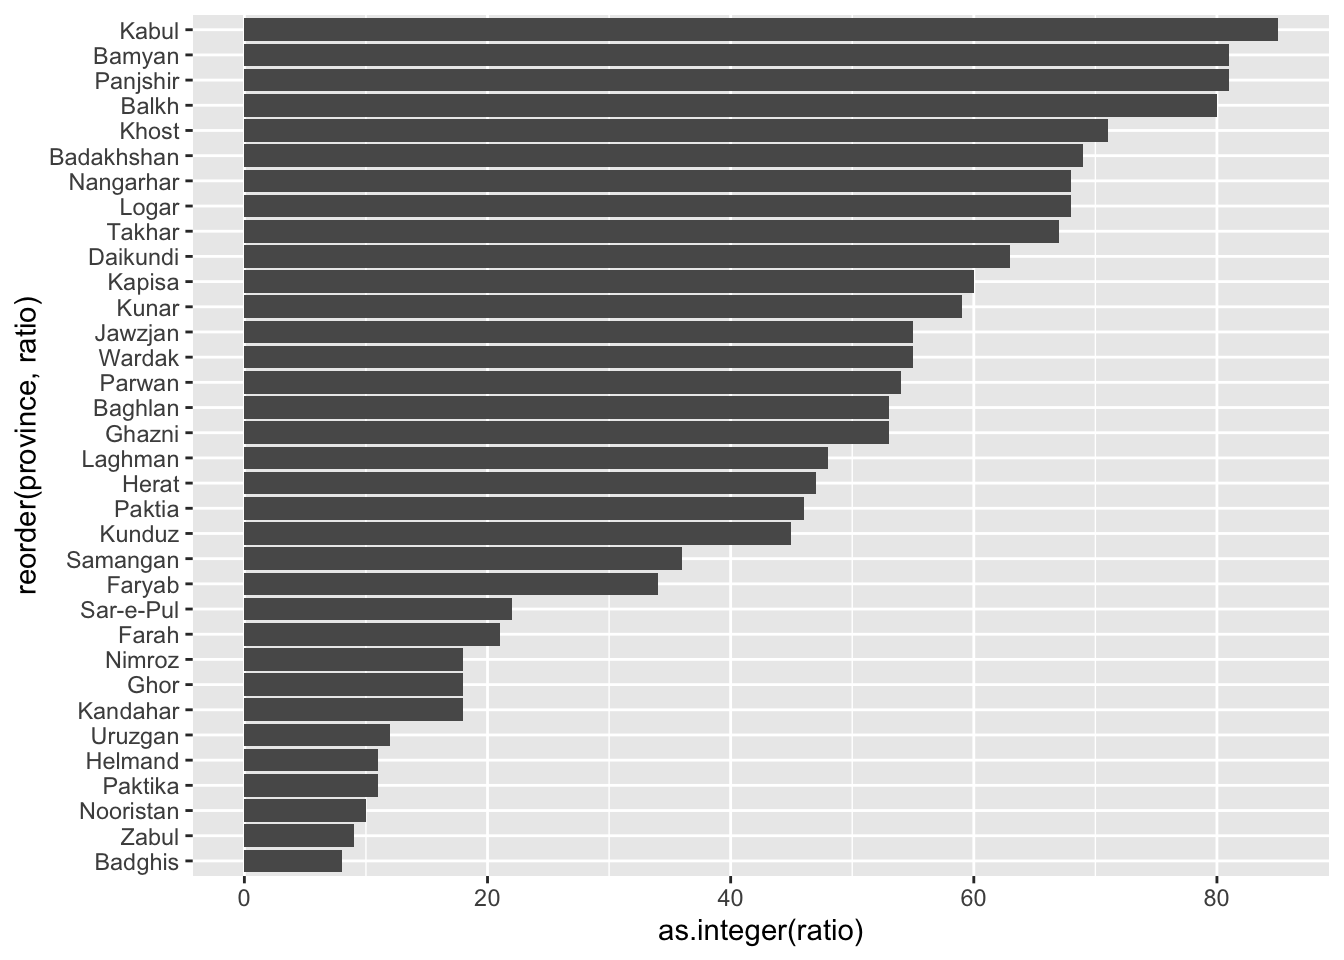 Kabul
Bamyan
Panjshir
Balkh
Khost
Badakhshan
Nangarhar
Logar
Takhar
Daikundi
Kapisa
Kunar
Jawzjan
Wardak
Parwan
Baghlan
Ghazni
Laghman
Herat
Paktia
Kunduz
Samangan
Faryab
Sar-e-Pul
Farah
Nimroz
Ghor
Kandahar
Uruzgan
Helmand
Paktika
Nooristan
Zabul
Badghis
reorder(province, ratio)
0 20 40 60 80
as.integer(ratio)